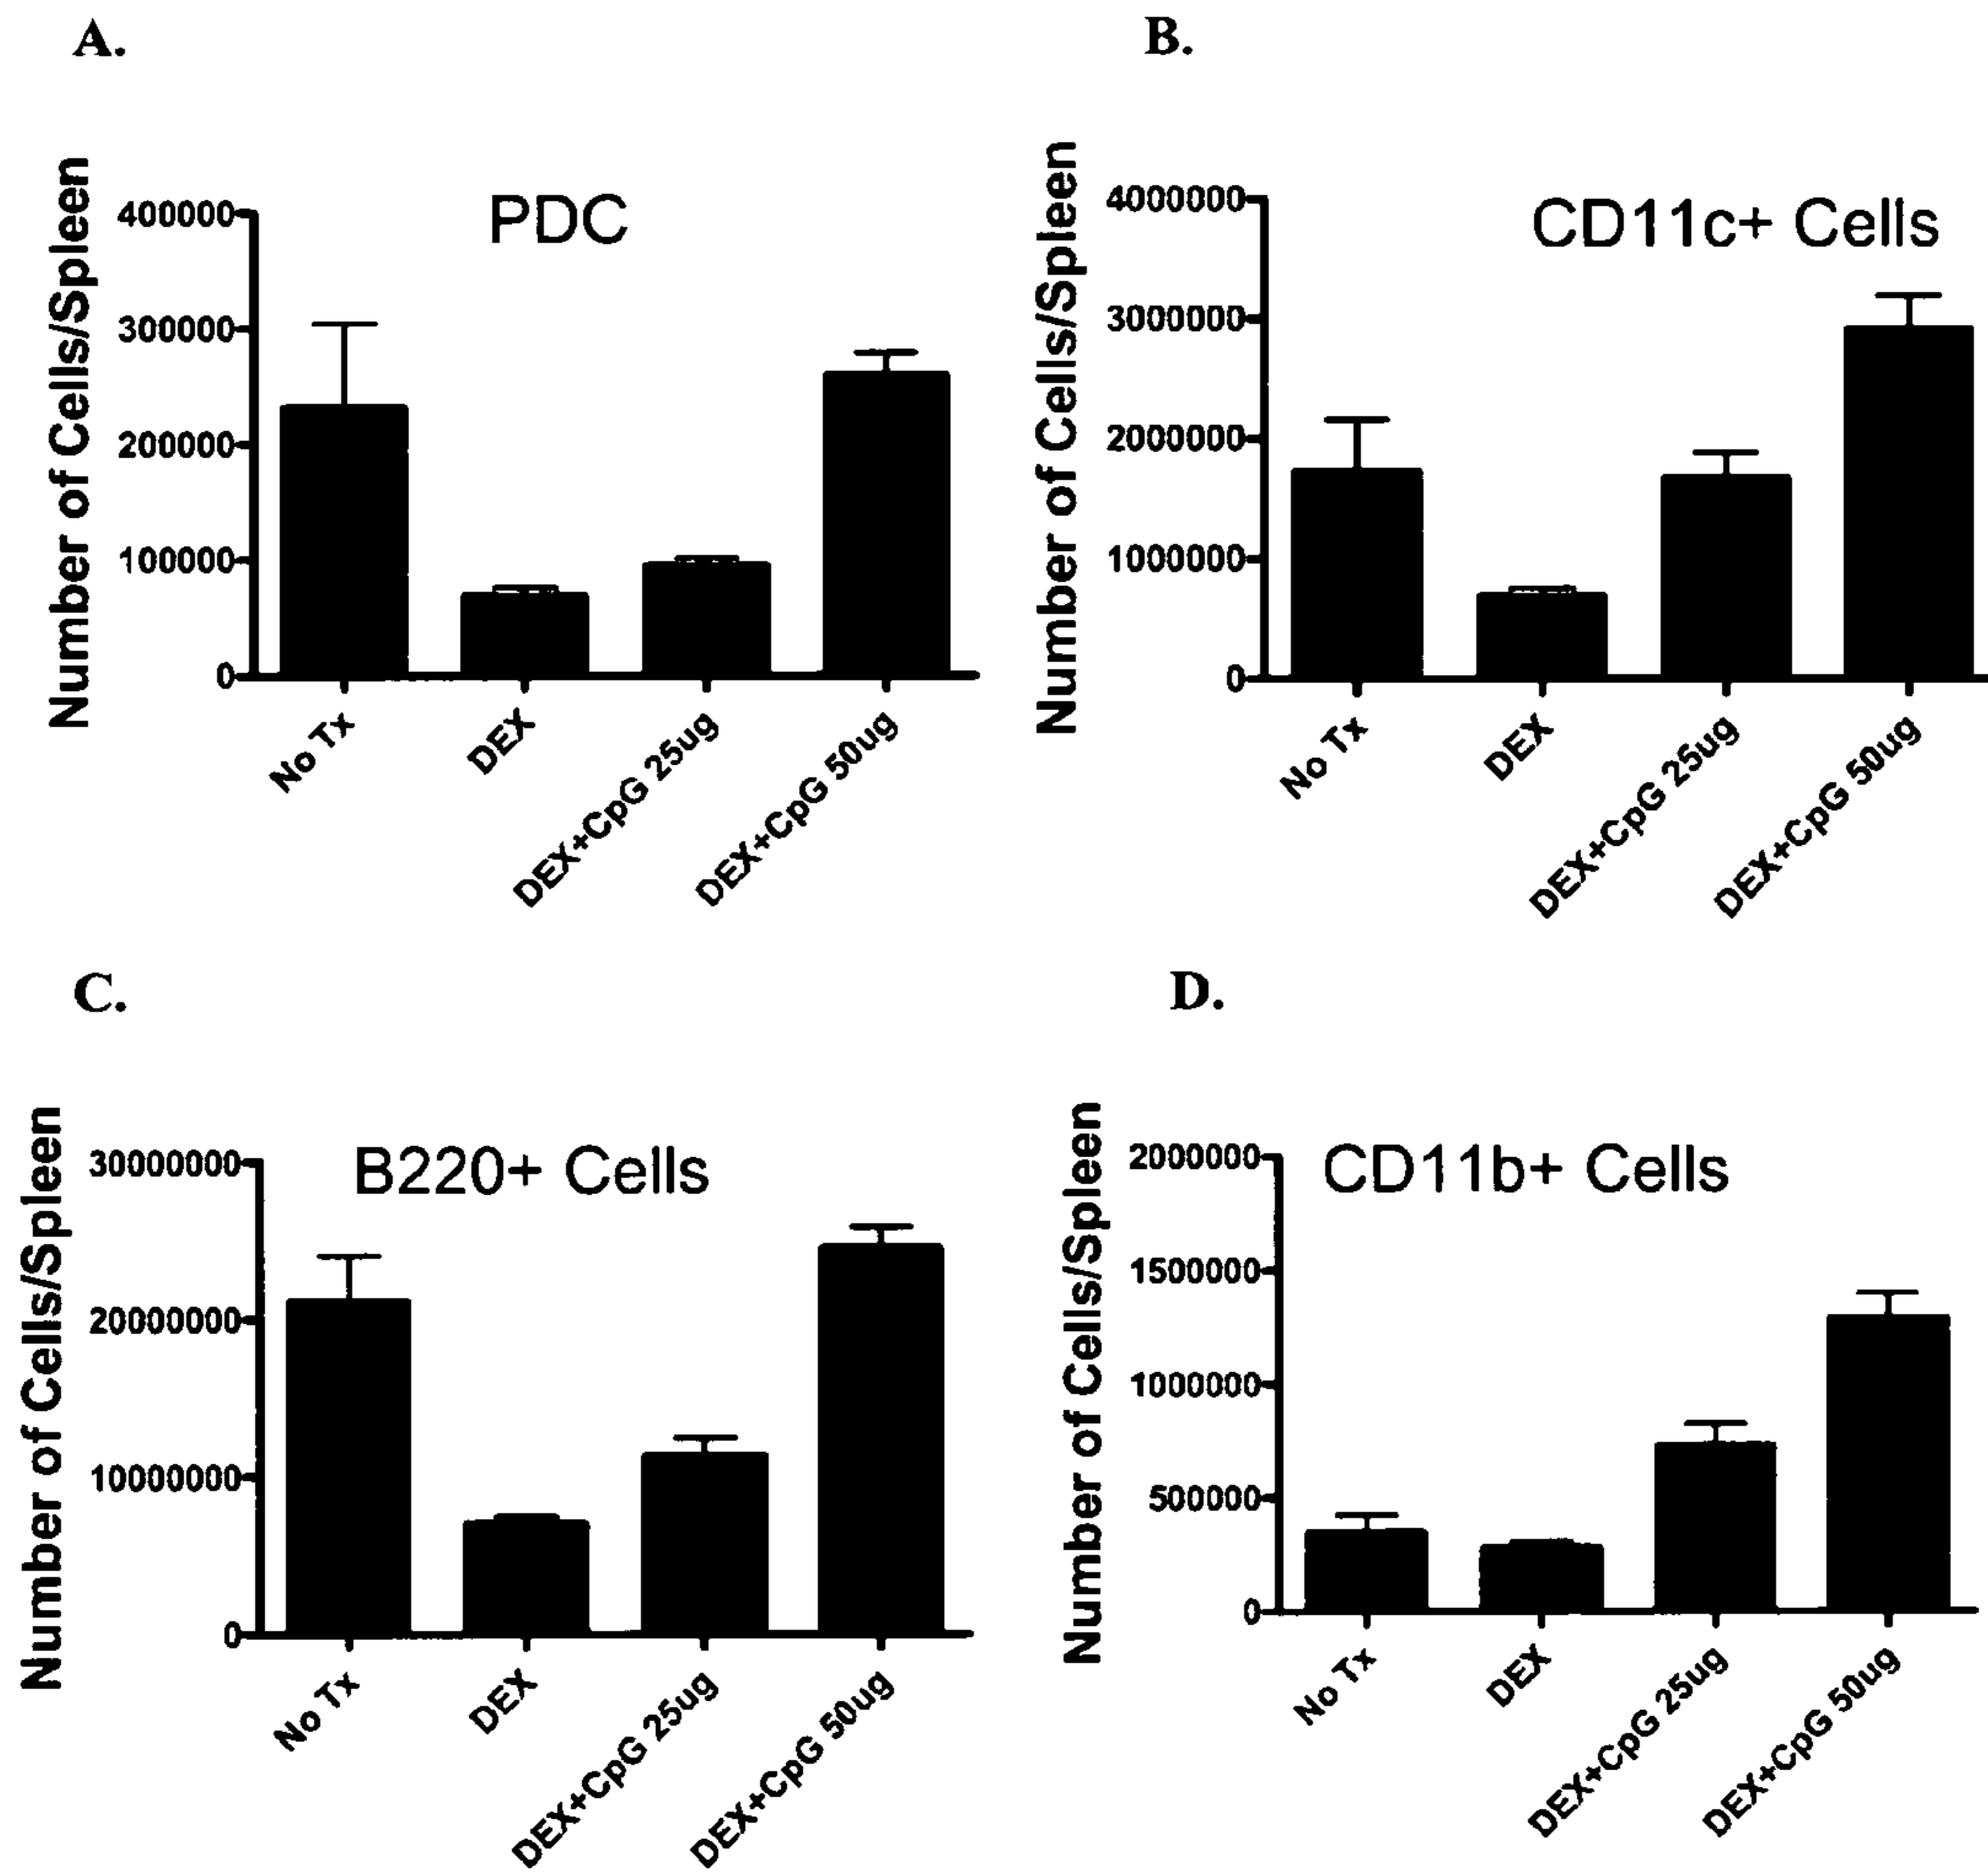 A.
Number of Cells/Spleen
PDC
400000
300000
200000
100000
0
No Tx
DEX
DEX+CpG 25ug
DEX+CpG 50ug
B.
Number of Cells/Spleen
CD11c+ Cells
4000000
3000000
2000000
1000000
0
No Tx
DEX
DEX+CpG 25ug
DEX+CpG 50ug
C.
Number of Cells/Spleen
B220+ Cells
30000000
20000000
10000000
0
No Tx
DEX
DEX+CpG 25ug
DEX+CpG 50ug
D.
Number of Cells/Spleen
CD11b+ Cells
2000000
1500000
1000000
500000
0
No Tx
DEX
DEX+CpG 25ug
DEX+CpG 50ug